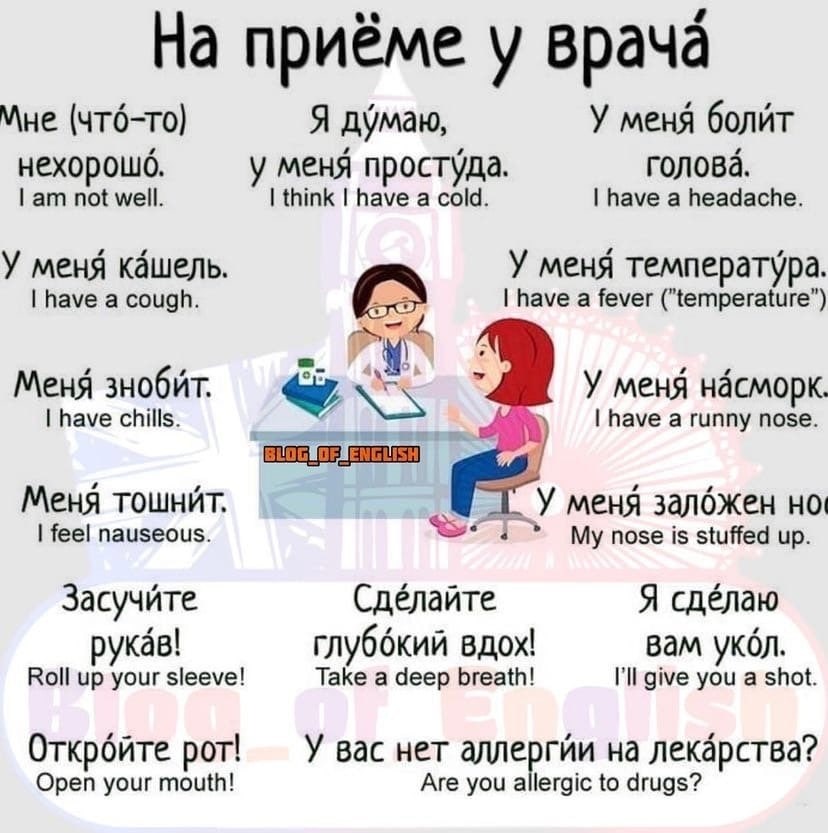 На приёме у врача́
Мне (что́-то)
нехорошо́.
I am not well.
Я ду́маю,
у меня́ просту́да.
I think I have a cold.
У меня́ боли́т
голова́.
I have a headache.
У меня́ ка́шель.
I have a cough.
У меня́ температу́ра.
I have a fever ("temperature")
Меня́ зноби́т.
I have chills.
У меня́ на́сморк.
I have a runny nose.
BLOG_OF_ENGLISH
Меня́ тошни́т.
I feel nauseous.
У меня́ зало́жен но
My nose is stuffed up.
Засучи́те
рука́в!
Roll up your sleeve!
Сде́лайте
глубо́кий вдох!
Take a deep breath!
Я сде́лаю
вам уко́л.
I'll give you a shot.
Blog_of English
Откро́йте рот!
Open your mouth!
У вас нет аллерги́и на лека́рства?
Are you allergic to drugs?